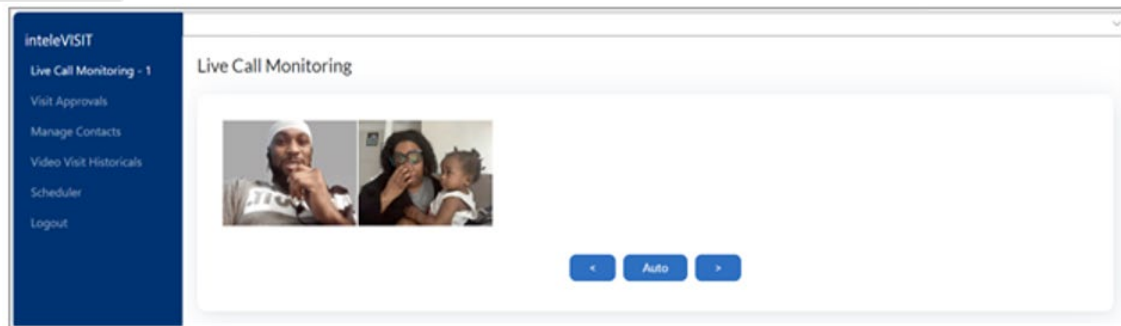 inteleVISIT
Live Call Monitoring - 1
Visit Approvals
Manage Contacts
Video Visit Historicals
Scheduler
Logout
Live Call Monitoring
< Auto >